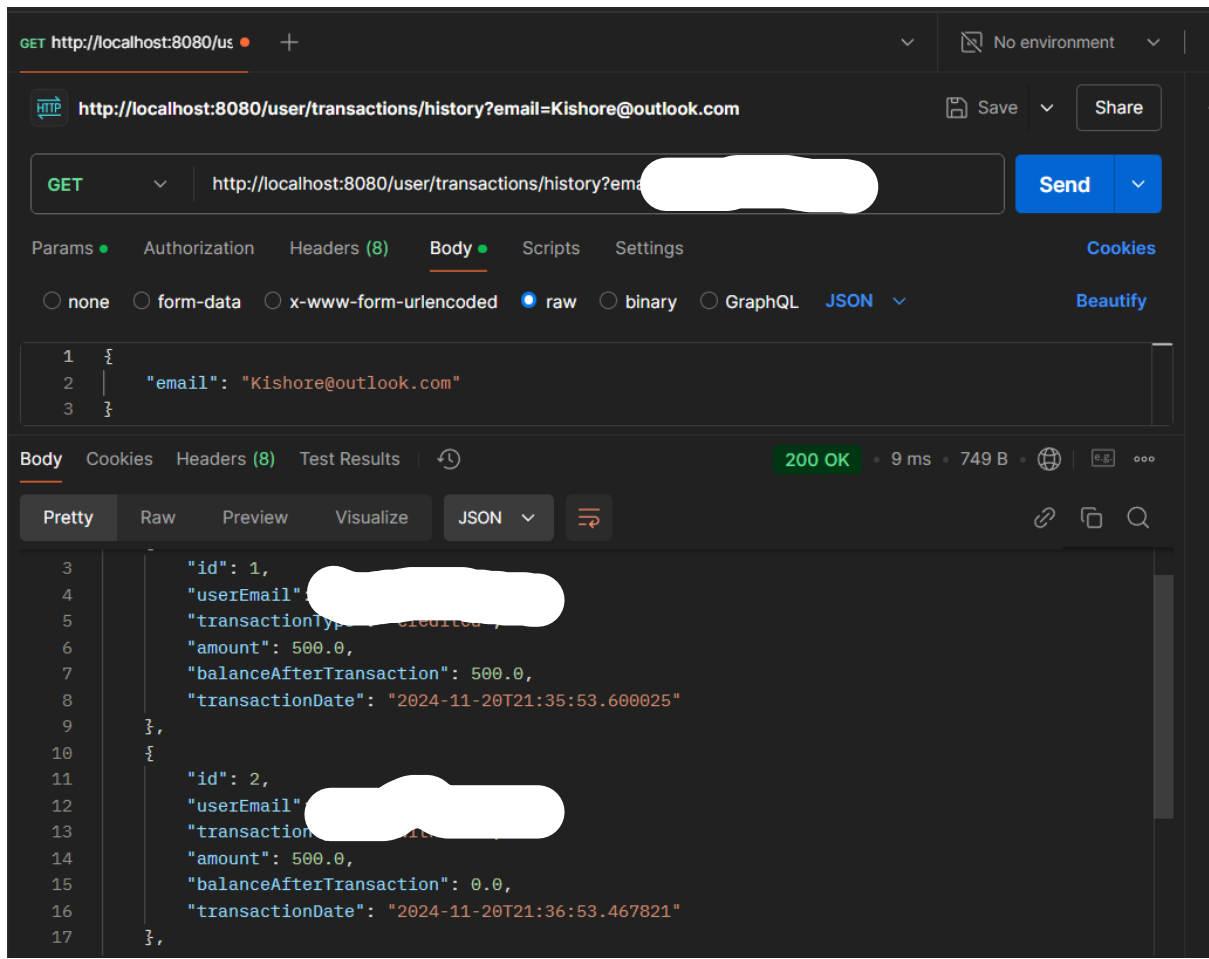 GET http://localhost:8080/us
No environment
HTTP http://localhost:8080/user/transactions/history?email=Kishore@outlook.com
Save
Share
GET
http://localhost:8080/user/transactions/history?ema
Send
Params
Authorization
Headers (8)
Body
Scripts
Settings
Cookies
none
form-data
x-www-form-urlencoded
raw
binary
GraphQL
JSON
Beautify
1 {
2 "email": "Kishore@outlook.com"
3 }
Body
Cookies
Headers (8)
Test Results
200 OK
9 ms
749 B
e.g.
Pretty
Raw
Preview
Visualize
JSON
3 "id": 1,
4 "userEmail":
5 "transactionType
6 "amount": 500.0,
7 "balanceAfterTransaction": 500.0,
8 "transactionDate": "2024-11-20T21:35:53.600025"
9 },
10 {
11 "id": 2,
12 "userEmail"
13 "transaction
14 "amount": 500.0,
15 "balanceAfterTransaction": 0.0,
16 "transactionDate": "2024-11-20T21:36:53.467821"
17 },